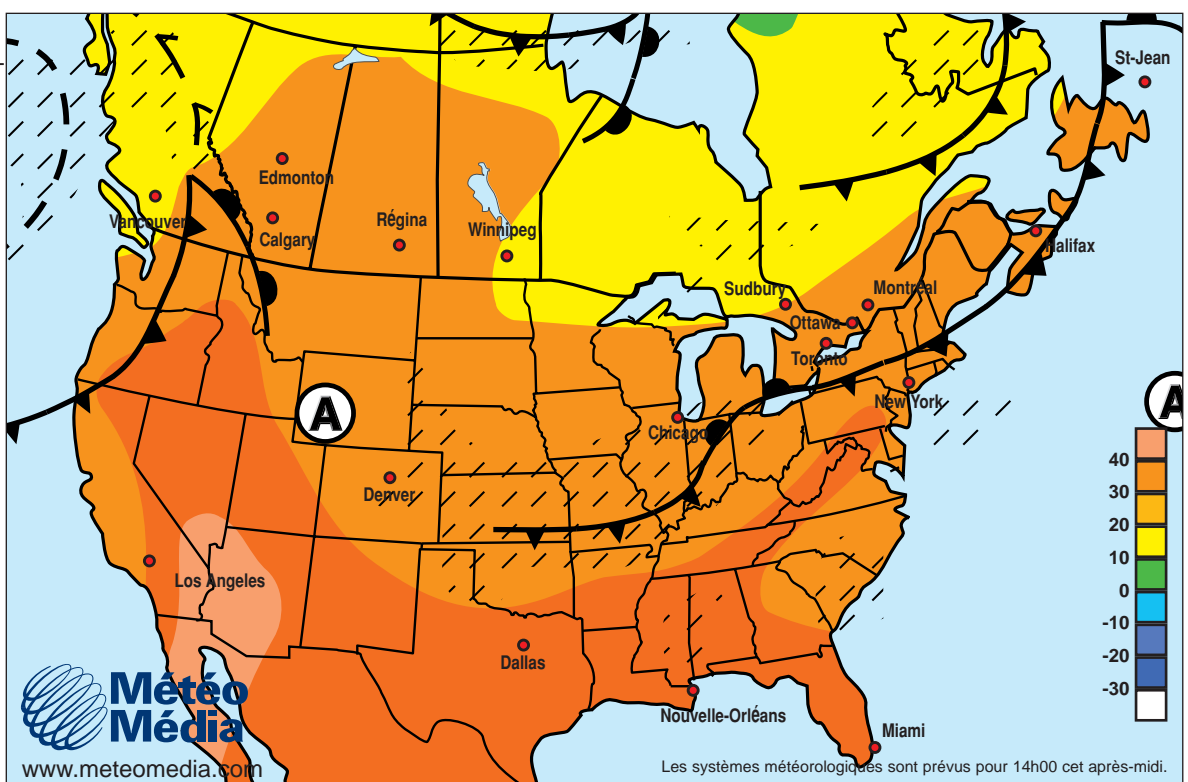 St-Jean
Edmonton
Vancouver
Calgary
Régina
Winnipeg
Halifax
Sudbury
Montréal
Ottawa
Toronto
New York
A
A
Chicago
Denver
Los Angeles
Dallas
Nouvelle-Orléans
Miami
40
30
20
10
0
-10
-20
-30
Météo
Média
www.meteomedia.com
Les systèmes météorologiques sont prévus pour 14h00 cet après-midi.